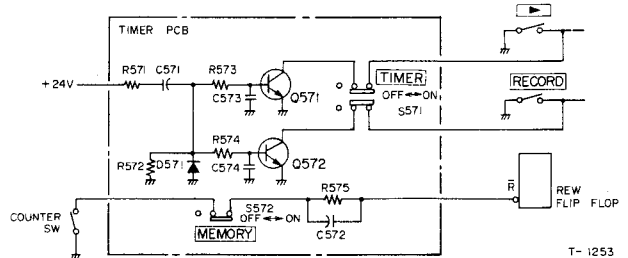 TIMER PCB
+24V
R571
C571
R573
C573
Q571
TIMER
OFF↔ON
S571
RECORD
R572
D571
R574
C574
Q572
R575
C572
R̅
REW
FLIP FLOP
COUNTER
SW
S572
OFF↔ON
MEMORY
T-1253